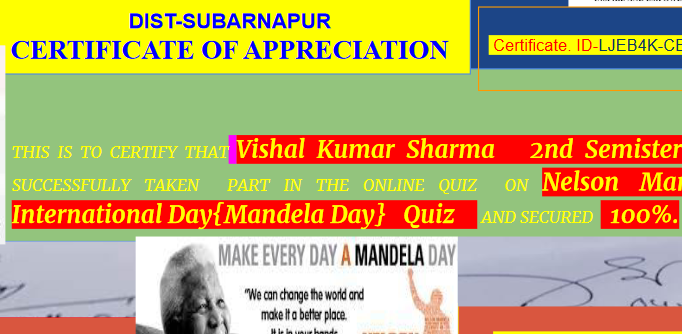 DIST-SUBARNAPUR
CERTIFICATE OF APPRECIATION
Certificate. ID-LJEB4K-CE
THIS IS TO CERTIFY THAT Vishal Kumar Sharma 2nd Semister
SUCCESSFULLY TAKEN PART IN THE ONLINE QUIZ ON Nelson Man
International Day{Mandela Day} Quiz AND SECURED 100%.
MAKE EVERY DAY A MANDELA DAY
"We can change the world and
make it a better place.
It is in your hands